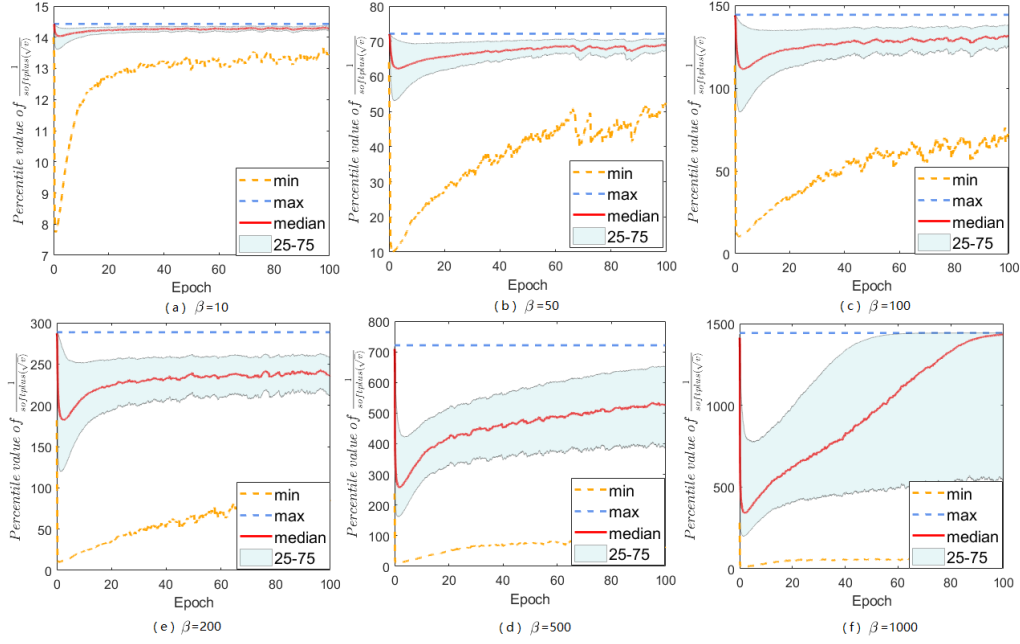 15
14
13
12
11
10
9
8
7
Percentile value of 1/softplus(√v)
min
max
median
25-75
0 20 40 60 80 100
Epoch
( a ) β=10
80
70
60
50
40
30
20
10
Percentile value of 1/softplus(√v)
min
max
median
25-75
0 20 40 60 80 100
Epoch
( b ) β=50
150
100
50
0
Percentile value of 1/softplus(√v)
min
max
median
25-75
0 20 40 60 80 100
Epoch
( c ) β=100
300
250
200
150
100
50
0
Percentile value of 1/softplus(√v)
min
max
median
25-75
0 20 40 60 80 100
Epoch
( e ) β=200
800
700
600
500
400
300
200
100
0
Percentile value of 1/softplus(√v)
min
max
median
25-75
0 20 40 60 80 100
Epoch
( d ) β=500
1500
1000
500
0
Percentile value of 1/softplus(√v)
min
max
median
25-75
0 20 40 60 80 100
Epoch
( f ) β=1000